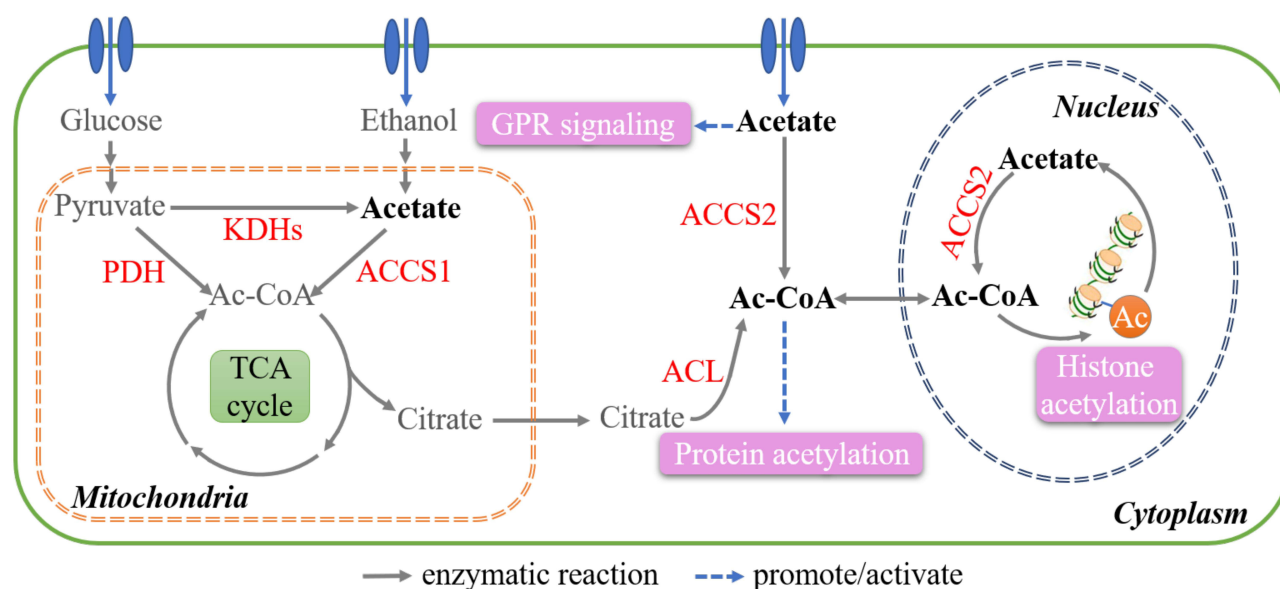 Glucose
Ethanol
GPR signaling
Acetate
Nucleus
Acetate
Pyruvate
Acetate
KDHs
ACCS2
ACCS2
PDH
ACCS1
Ac-CoA
Ac-CoA
Ac-CoA
Ac
TCA
cycle
ACL
Histone
acetylation
Citrate
Citrate
Protein acetylation
Mitochondria
Cytoplasm
enzymatic reaction
promote/activate